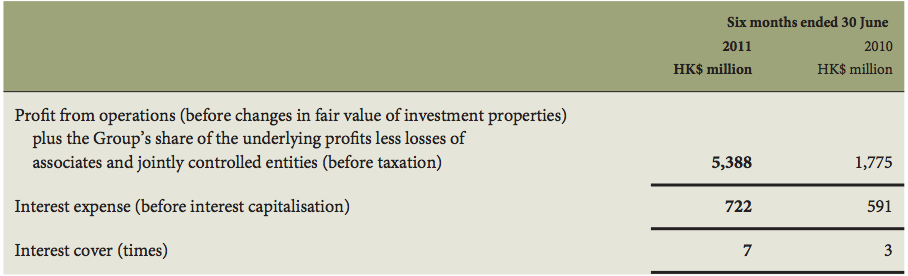 Six months ended 30 June
2011 2010
HK$ million HK$ million
Profit from operations (before changes in fair value of investment properties)
plus the Group’s share of the underlying profits less losses of
associates and jointly controlled entities (before taxation) 5,388 1,775
Interest expense (before interest capitalisation) 722 591
Interest cover (times) 7 3